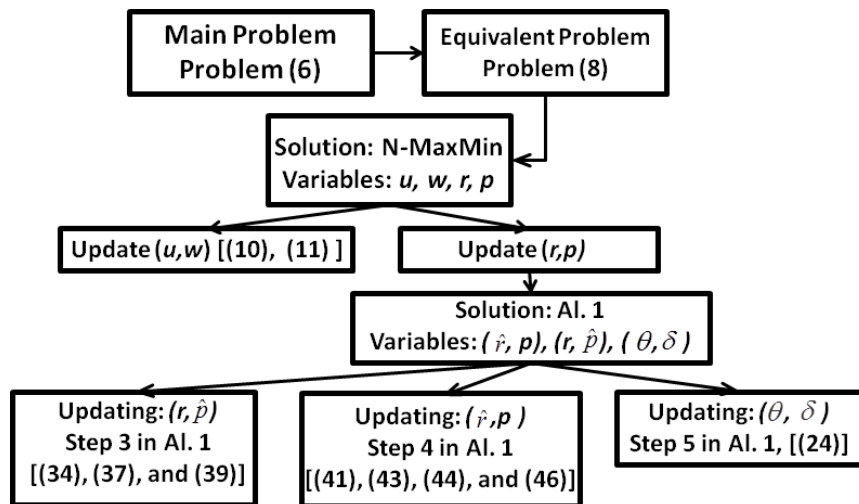 Main Problem
Problem (6)
Equivalent Problem
Problem (8)
Solution: N-MaxMin
Variables: u, w, r, p
Update (u,w) [(10), (11) ]
Update (r,p)
Solution: Al. 1
Variables: ( r̂, p), (r, p̂), ( θ, δ )
Updating: (r, p̂)
Step 3 in Al. 1
[(34), (37), and (39)]
Updating: ( r̂,p )
Step 4 in Al. 1
[(41), (43), (44), and (46)]
Updating: (θ, δ )
Step 5 in Al. 1, [(24)]